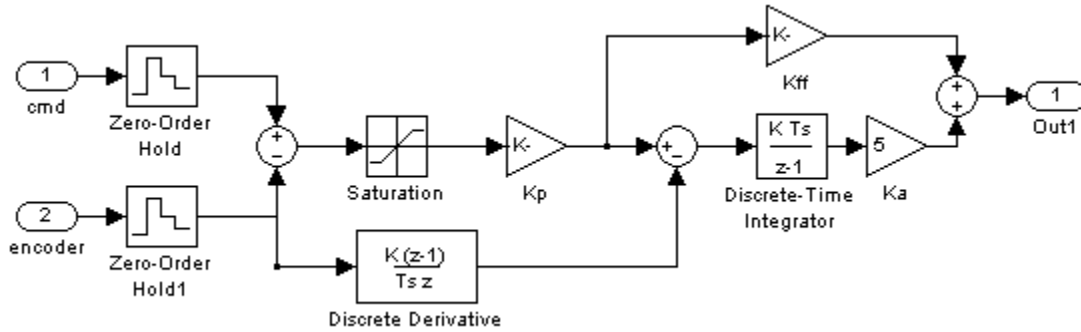 K-
Kff
1
cmd
Zero-Order
Hold
+
−
Saturation
K-
Kp
+
−
K Ts
z-1
Discrete-Time
Integrator
5
Ka
+
+
1
Out1
2
encoder
Zero-Order
Hold1
K (z-1)
Ts z
Discrete Derivative